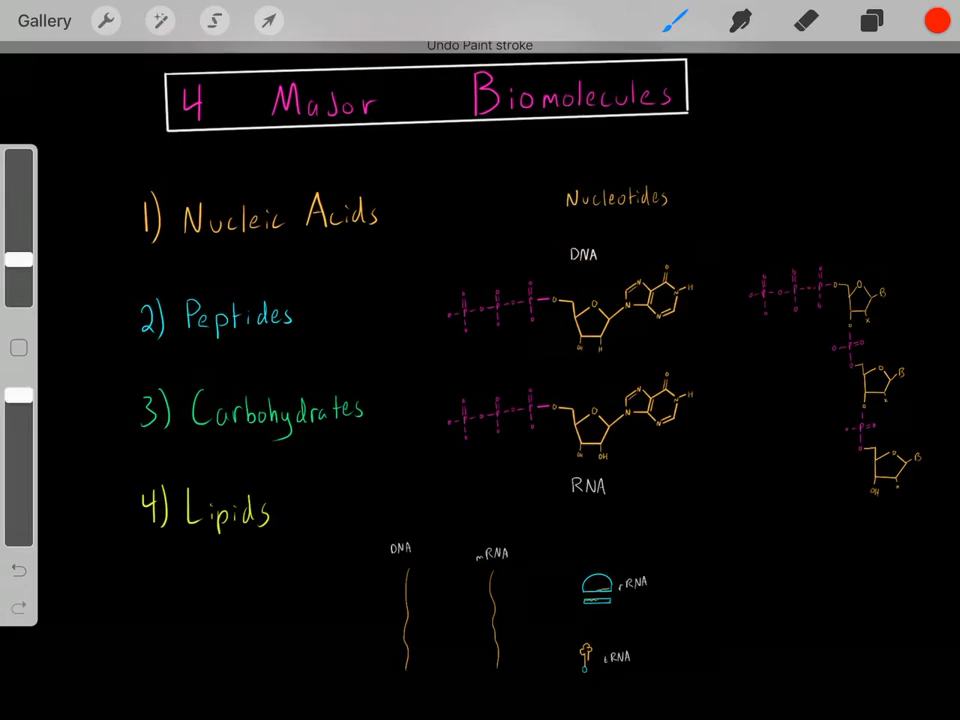 Gallery
Undo Paint stroke
4 Major Biomolecules
1) Nucleic Acids
Nucleotides
DNA
2) Peptides
3) Carbohydrates
RNA
4) Lipids
DNA
mRNA
rRNA
tRNA